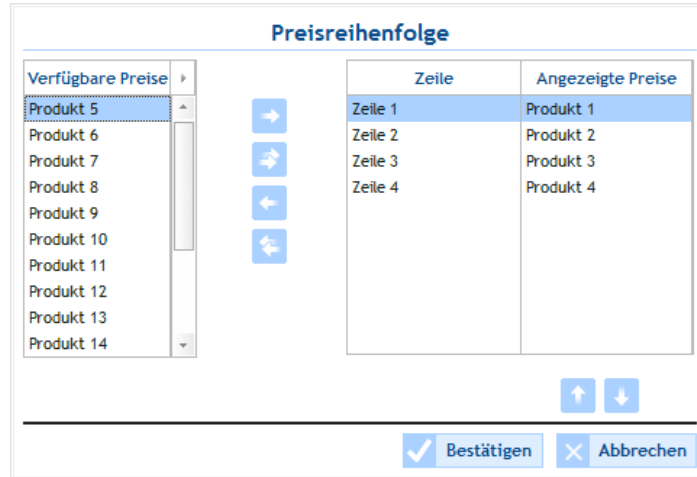 Preisreihenfolge
Verfügbare Preise
Produkt 5
Produkt 6
Produkt 7
Produkt 8
Produkt 9
Produkt 10
Produkt 11
Produkt 12
Produkt 13
Produkt 14
Zeile Angezeigte Preise
Zeile 1 Produkt 1
Zeile 2 Produkt 2
Zeile 3 Produkt 3
Zeile 4 Produkt 4
Bestätigen Abbrechen